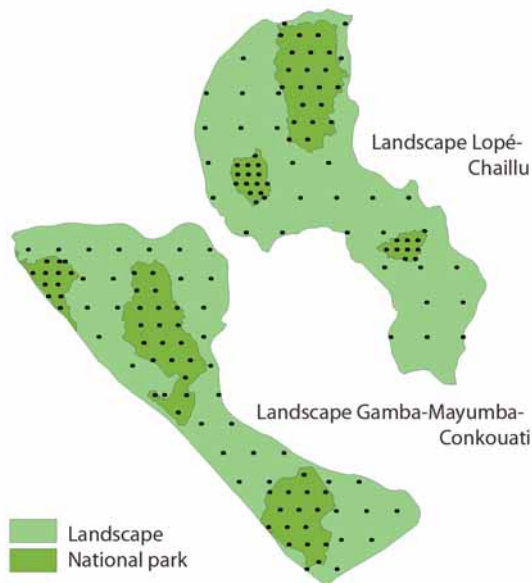 Landscape Lopé-
Chaillu
Landscape Gamba-Mayumba-
Conkouati
Landscape
National park